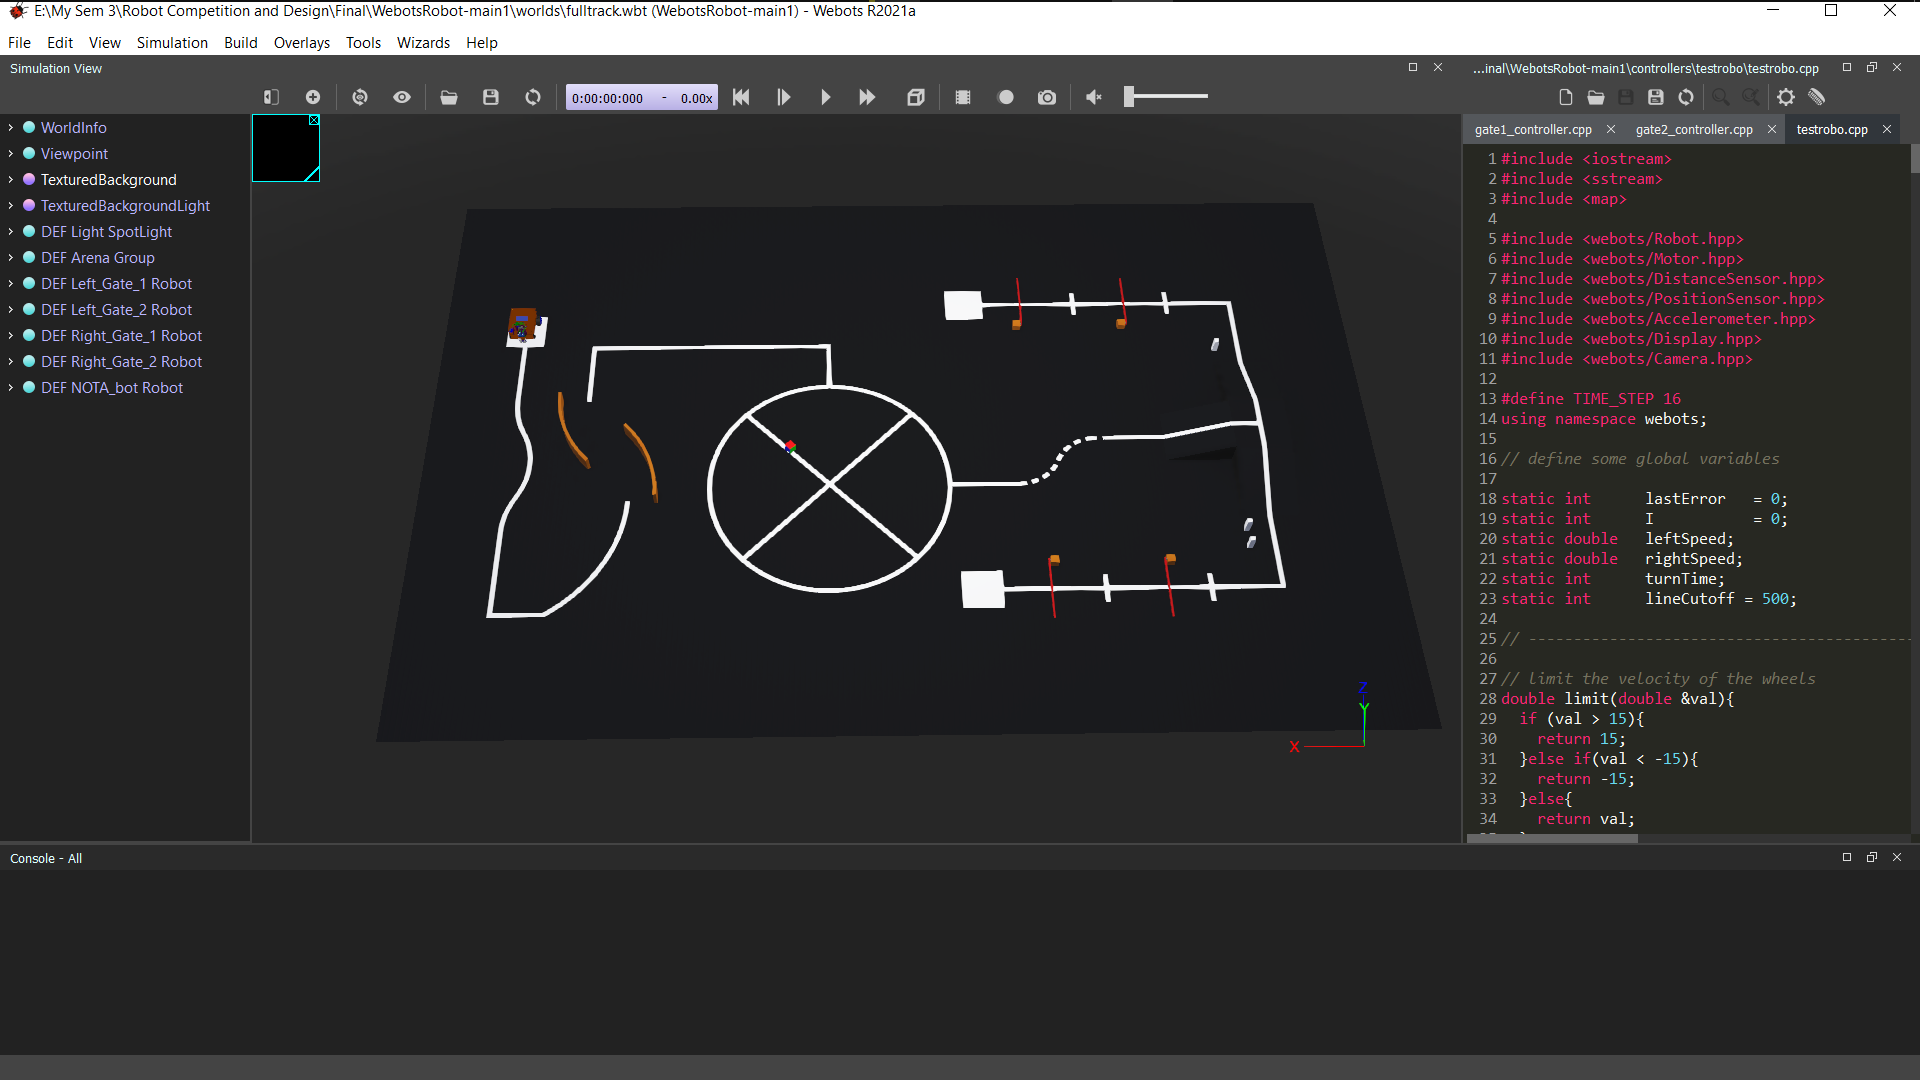 E:\My Sem 3\Robot Competition and Design\Final\WebotsRobot-main1\worlds\fulltrack.wbt (WebotsRobot-main1) - Webots R2021a
File Edit View Simulation Build Overlays Tools Wizards Help
Simulation View
...inal\WebotsRobot-main1\controllers\testrobo\testrobo.cpp
0:00:00:000 - 0.00x
WorldInfo
Viewpoint
TexturedBackground
TexturedBackgroundLight
DEF Light SpotLight
DEF Arena Group
DEF Left_Gate_1 Robot
DEF Left_Gate_2 Robot
DEF Right_Gate_1 Robot
DEF Right_Gate_2 Robot
DEF NOTA_bot Robot
Z
Y
X
gate1_controller.cpp gate2_controller.cpp testrobo.cpp
1 #include <iostream>
2 #include <sstream>
3 #include <map>
4
5 #include <webots/Robot.hpp>
6 #include <webots/Motor.hpp>
7 #include <webots/DistanceSensor.hpp>
8 #include <webots/PositionSensor.hpp>
9 #include <webots/Accelerometer.hpp>
10 #include <webots/Display.hpp>
11 #include <webots/Camera.hpp>
12
13 #define TIME_STEP 16
14 using namespace webots;
15
16 // define some global variables
17
18 static int lastError = 0;
19 static int I = 0;
20 static double leftSpeed;
21 static double rightSpeed;
22 static int turnTime;
23 static int lineCutoff = 500;
24
25 // ------------------------------------------
26
27 // limit the velocity of the wheels
28 double limit(double &val){
29 if (val > 15){
30 return 15;
31 }else if(val < -15){
32 return -15;
33 }else{
34 return val;
Console - All